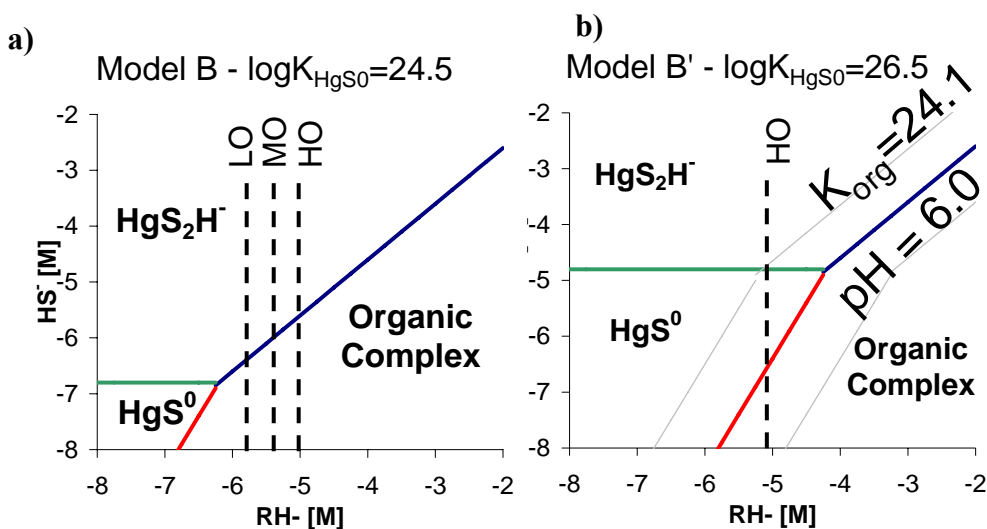 a)
Model B - logK_HgS0=24.5
-2
-3
-4
-5
-6
-7
-8
HS⁻ [M]
LO
MO
HO
HgS₂H⁻
HgS⁰
Organic
Complex
-8
-7
-6
-5
-4
-3
-2
RH- [M]
b)
Model B' - logK_HgS0=26.5
-2
-3
-4
-5
-6
-7
-8
HO
HgS₂H⁻
K_org=24.1
pH = 6.0
HgS⁰
Organic
Complex
-8
-7
-6
-5
-4
-3
-2
RH- [M]